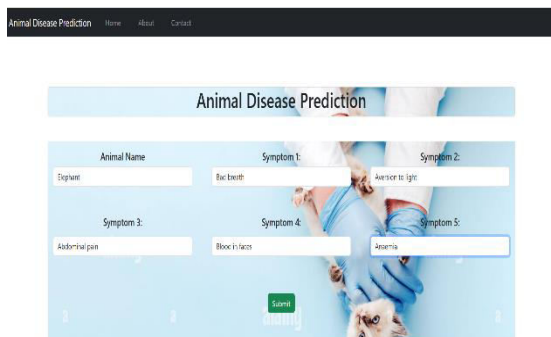 Animal Disease Prediction Home About Contact
Animal Disease Prediction
Animal Name Symptom 1: Symptom 2:
Elephant Bad breath Aversion to light
Symptom 3: Symptom 4: Symptom 5:
Abdominal pain Blood in faces Anaemia
Submit